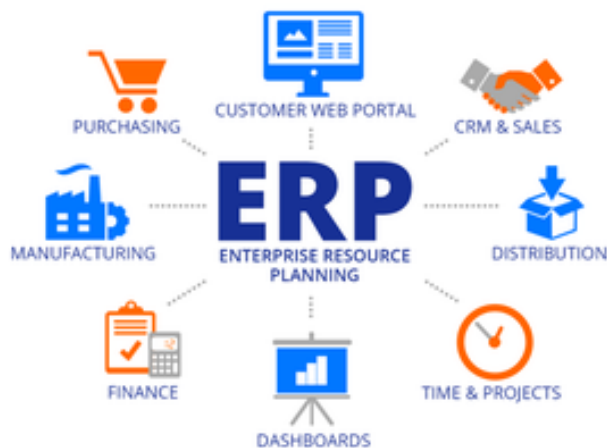 CUSTOMER WEB PORTAL
PURCHASING
CRM & SALES
ERP
ENTERPRISE RESOURCE
PLANNING
MANUFACTURING
DISTRIBUTION
FINANCE
TIME & PROJECTS
DASHBOARDS